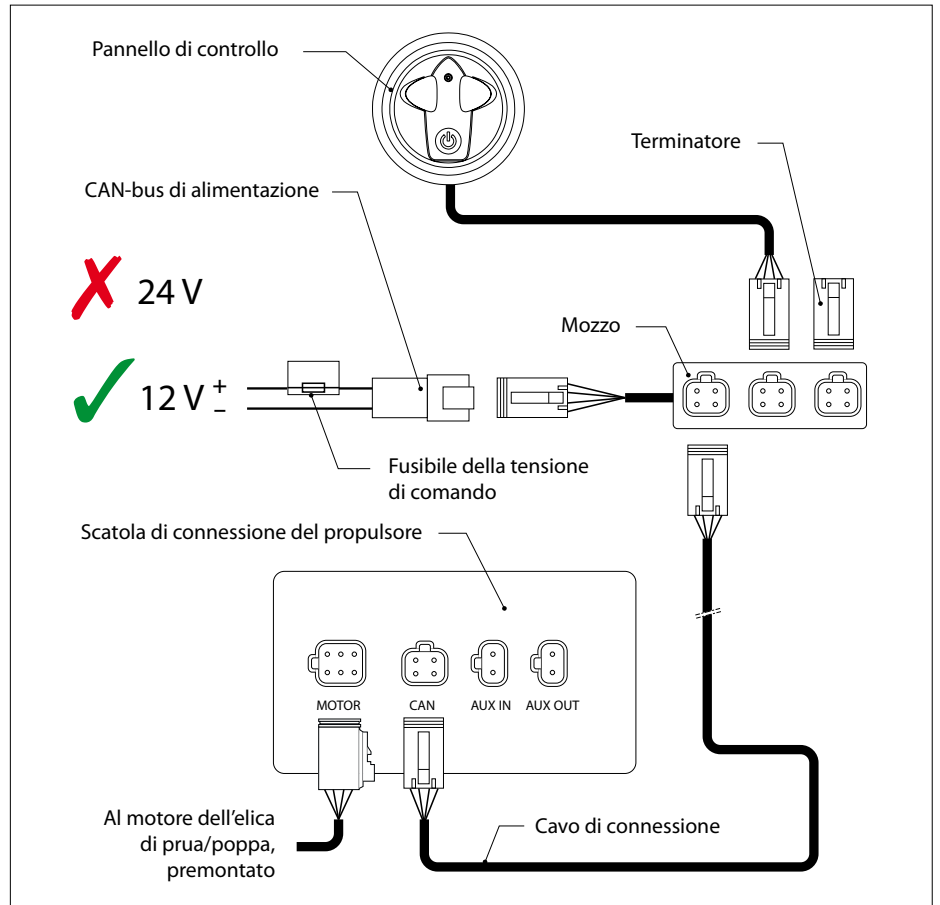 Pannello di controllo
Terminatore
CAN-bus di alimentazione
24 V
Mozzo
12 V + –
Fusibile della tensione
di comando
Scatola di connessione del propulsore
MOTOR CAN AUX IN AUX OUT
Al motore dell’elica
di prua/poppa,
premontato
Cavo di connessione